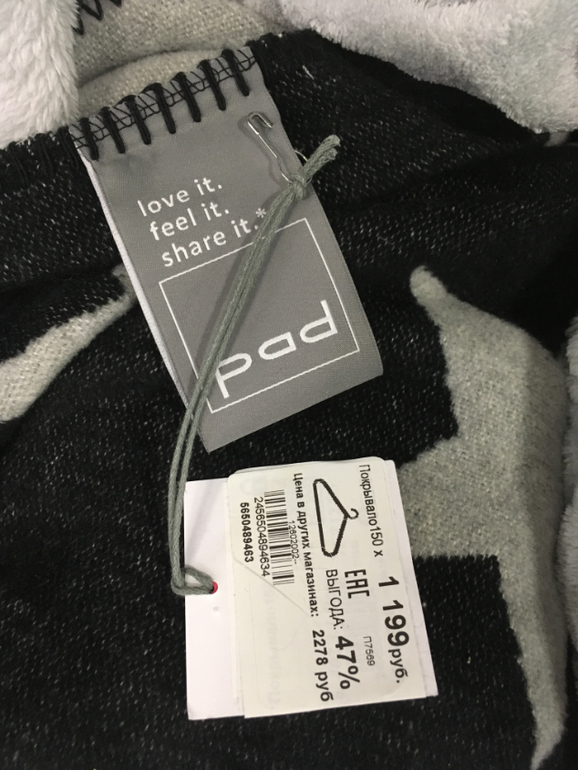 love it.
feel it.
share it.*
pad
Покрывало150 х
1 199руб.
П7569
ЕАС
ВЫГОДА: 47%
Цена в других магазинах: 2278 руб
2456504894634
5650489463